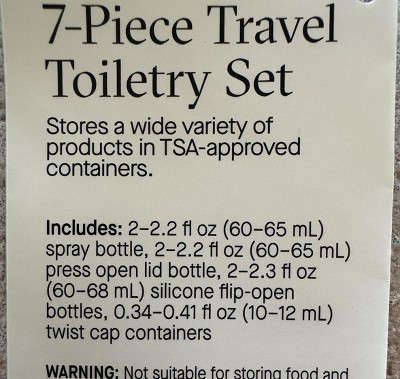 7-Piece Travel
Toiletry Set
Stores a wide variety of
products in TSA-approved
containers.
Includes: 2–2.2 fl oz (60–65 mL)
spray bottle, 2–2.2 fl oz (60–65 mL)
press open lid bottle, 2–2.3 fl oz
(60–68 mL) silicone flip-open
bottles, 0.34–0.41 fl oz (10–12 mL)
twist cap containers
WARNING: Not suitable for storing food and